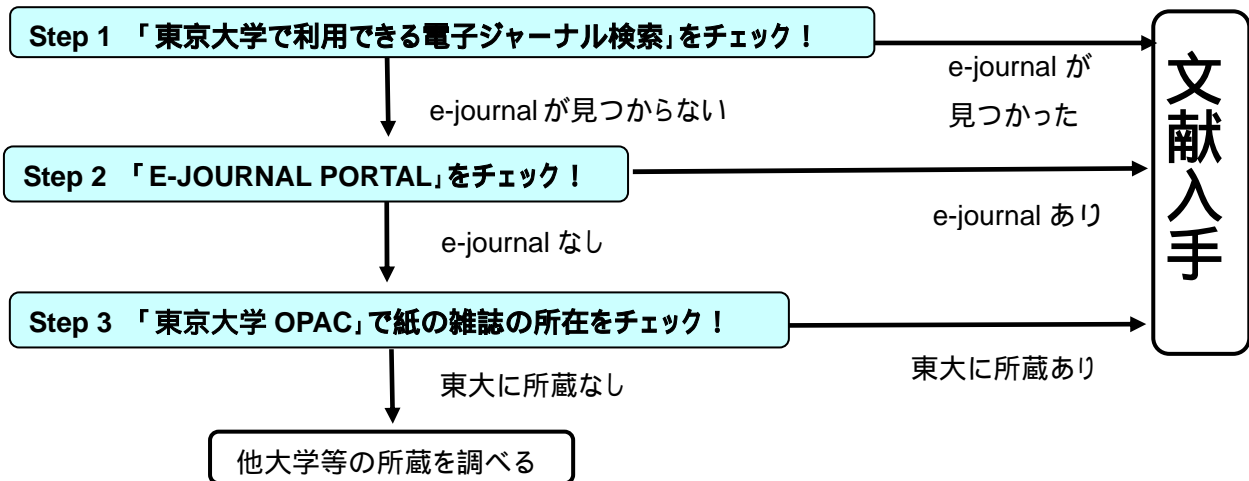 Step 1 「東京大学で利用できる電子ジャーナル検索」をチェック！
e-journal が
見つかった
e-journal が見つからない
文献入手
Step 2 「E-JOURNAL PORTAL」をチェック！
e-journal あり
e-journal なし
Step 3 「東京大学 OPAC」で紙の雑誌の所在をチェック！
東大に所蔵あり
東大に所蔵なし
他大学等の所蔵を調べる